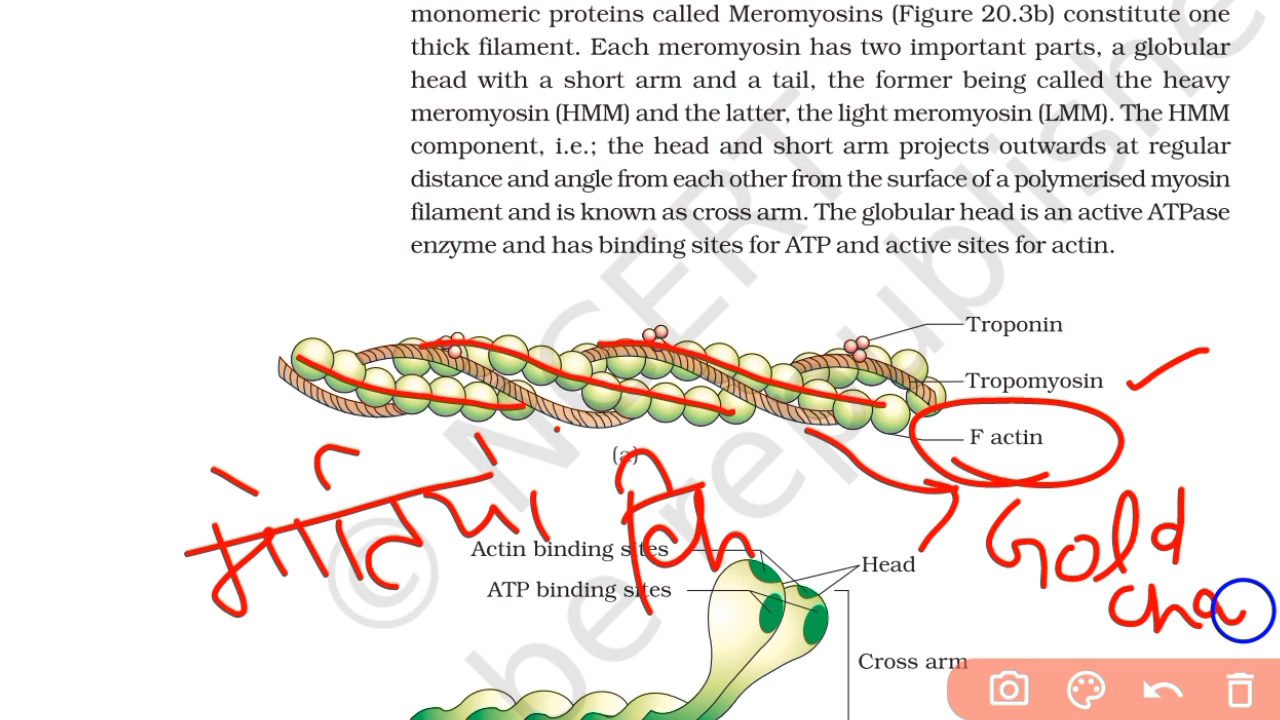 monomeric proteins called Meromyosins (Figure 20.3b) constitute one
thick filament. Each meromyosin has two important parts, a globular
head with a short arm and a tail, the former being called the heavy
meromyosin (HMM) and the latter, the light meromyosin (LMM). The HMM
component, i.e.; the head and short arm projects outwards at regular
distance and angle from each other from the surface of a polymerised myosin
filament and is known as cross arm. The globular head is an active ATPase
enzyme and has binding sites for ATP and active sites for actin.
Troponin
Tropomyosin
F actin
(a)
मोतियों कि
Gold
cha
Actin binding sites
Head
ATP binding sites
Cross arm
© NCERT
be republishe